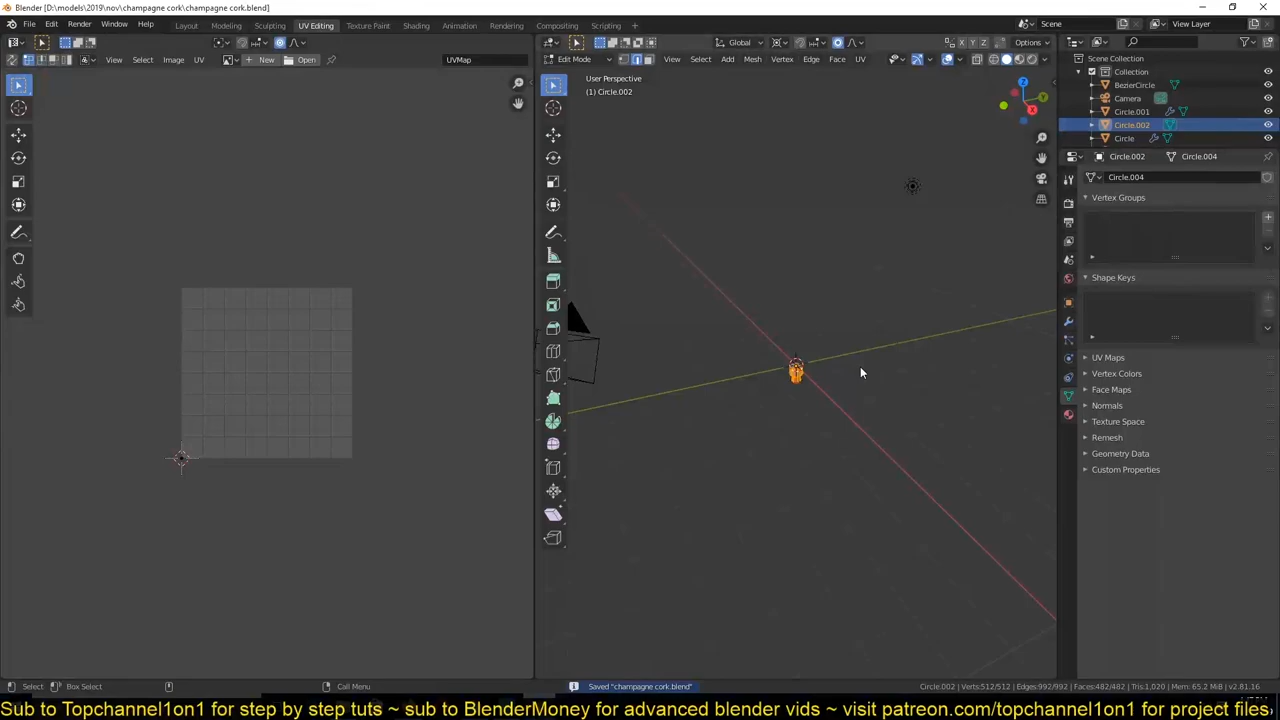 Blender [D:\models\2019\nov\champagne cork\champagne cork.blend]
File Edit Render Window Help Layout Modeling Sculpting UV Editing Texture Paint Shading Animation Rendering Compositing Scripting Scene View Layer
Global Options
View Select Image UV New Open UVMap Edit Mode View Select Add Mesh Vertex Edge Face UV
X Y Z
User Perspective
(1) Circle.002
Scene Collection
Collection
BezierCircle
Camera
Circle.001
Circle.002
Circle
Circle.002 Circle.004
Circle.004
Vertex Groups
Shape Keys
UV Maps
Vertex Colors
Face Maps
Normals
Texture Space
Remesh
Geometry Data
Custom Properties
Z
Y
X
Select Box Select Call Menu Saved "champagne cork.blend" Circle.002 | Verts:512/512 | Edges:992/992 | Faces:482/482 | Tris:1,020 | Mem: 65.2 MiB | v2.81.16
Sub to Topchannel1on1 for step by step tuts ~ sub to BlenderMoney for advanced blender vids ~ visit patreon.com/topchannel1on1 for project files